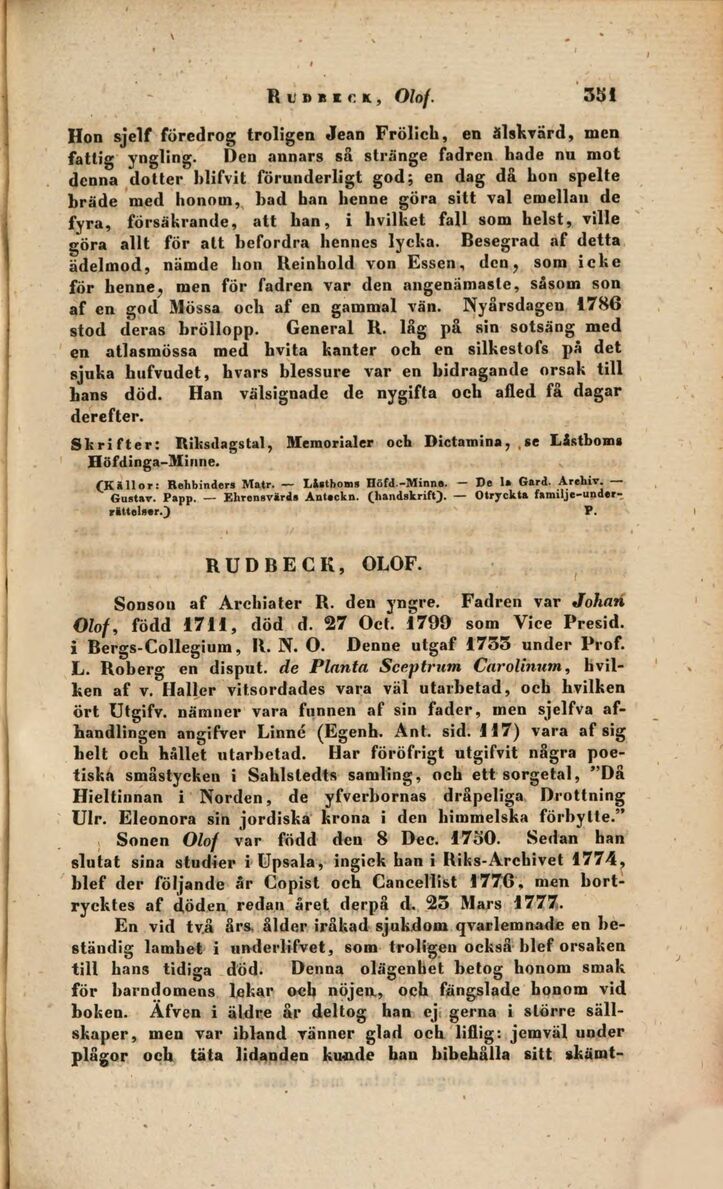 RUDBECK, Olof. 351
Hon sjelf föredrog troligen Jean Frölich, en älskvärd, men
fattig yngling. Den annars så stränge fadren hade nu mot
denna dotter blifvit förunderligt god; en dag då hon spelte
bräde med honom, bad han henne göra sitt val emellan de
fyra, försäkrande, att han, i hvilket fall som helst, ville
göra allt för att befordra hennes lycka. Besegrad af detta
ädelmod, nämde hon Reinhold von Essen, den, som icke
för henne, men för fadren var den angenämaste, såsom son
af en god Mössa och af en gammal vän. Nyårsdagen 1786
stod deras bröllopp. General R. låg på sin sotsäng med
en atlasmössa med hvita kanter och en silkestofs på det
sjuka hufvudet, hvars blessure var en bidragande orsak till
hans död. Han välsignade de nygifta och afled få dagar
derefter.
Skrifter: Riksdagstal, Memorialer och Dictamina, se Låstboms
Höfdinga-Minne.
(Källor: Rehbinders Matr. — Låstboms Höfd.-Minne. — De la Gard. Archiv. —
Gustav. Papp. — Ehrensvärds Anteckn. (handskrift). — Otryckta familje-under-
rättelser.) P.
RUDBECK, OLOF.
Sonson af Archiater R. den yngre. Fadren var Johan
Olof, född 1711, död d. 27 Oct. 1799 som Vice Presid.
i Bergs-Collegium, R. N. O. Denne utgaf 1733 under Prof.
L. Roberg en disput. de Planta Sceptrum Carolinum, hvil-
ken af v. Haller vitsordades vara väl utarbetad, och hvilken
ört Utgifv. nämner vara funnen af sin fader, men sjelfva af-
handlingen angifver Linné (Egenh. Ant. sid. 117) vara af sig
helt och hållet utarbetad. Har föröfrigt utgifvit några poe-
tiska småstycken i Sahlstedts samling, och ett sorgetal, "Då
Hieltinnan i Norden, de yfverbornas dråpeliga Drottning
Ulr. Eleonora sin jordiska krona i den himmelska förbytte."
Sonen Olof var född den 8 Dec. 1750. Sedan han
slutat sina studier i Upsala, ingick han i Riks-Archivet 1774,
blef der följande år Copist och Cancellist 1776, men bort-
rycktes af döden redan året derpå d. 23 Mars 1777.
En vid två års ålder iråkad sjukdom qvarlemnade en be-
ständig lamhet i underlifvet, som troligen också blef orsaken
till hans tidiga död. Denna olägenhet betog honom smak
för barndomens lekar och nöjen, och fängslade honom vid
boken. Äfven i äldre år deltog han ej gerna i större säll-
skaper, men var ibland vänner glad och liflig: jemväl under
plågor och täta lidanden kunde han bibehålla sitt skämt-